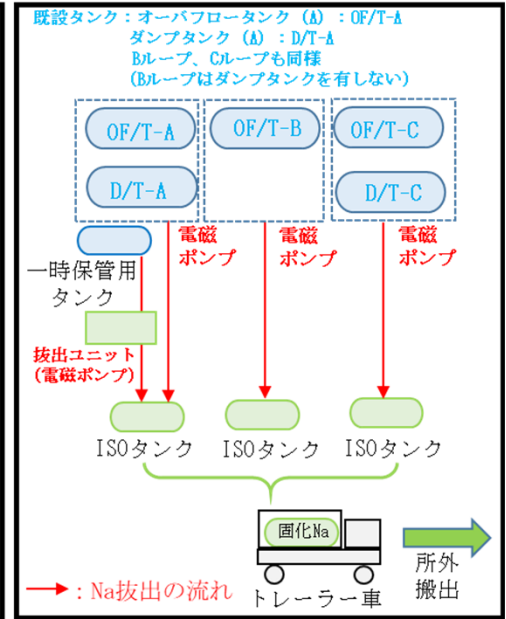 既設タンク：オーバフロータンク (A)：OF/T-A
ダンプタンク (A)：D/T-A
Bループ、Cループも同様
(Bループはダンプタンクを有しない)
OF/T-A
OF/T-B
OF/T-C
D/T-A
D/T-C
電磁
ポンプ
電磁
ポンプ
電磁
ポンプ
一時保管用
タンク
抜出ユニット
(電磁ポンプ)
ISOタンク
ISOタンク
ISOタンク
固化Na
所外
搬出
：Na抜出の流れ
トレーラー車